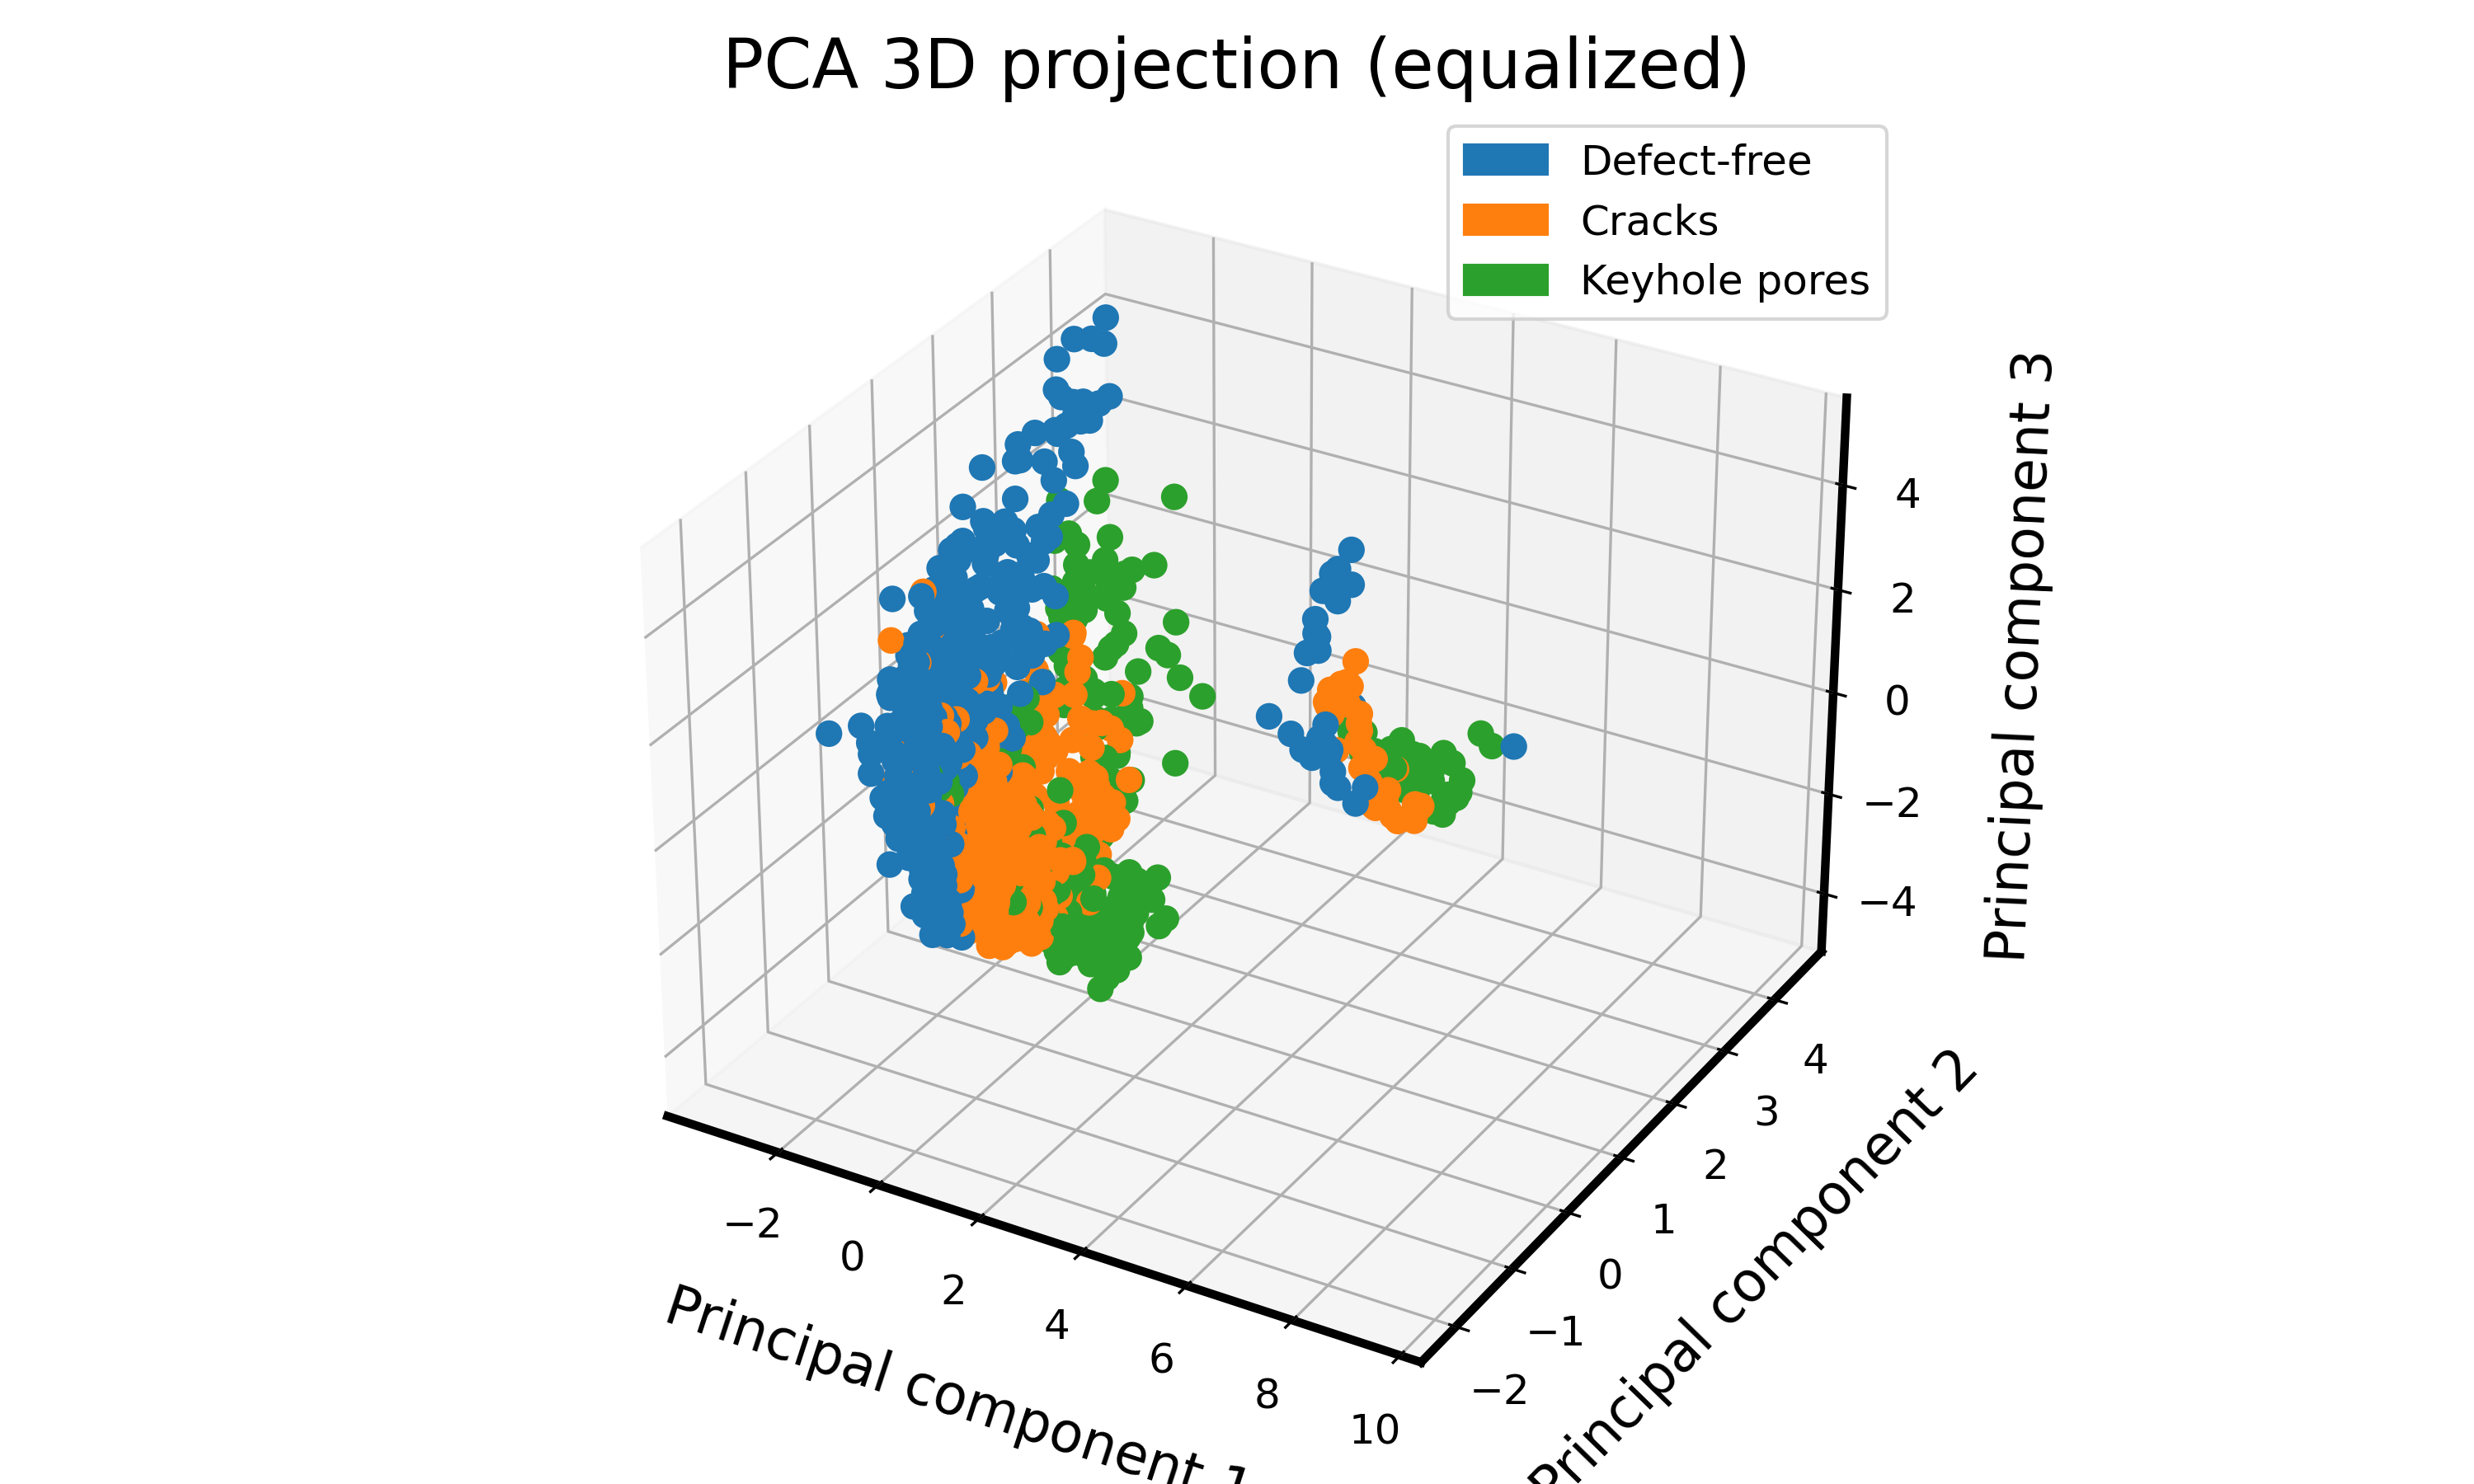 PCA 3D projection (equalized)
Defect-free
Cracks
Keyhole pores
4
2
0
−2
−4
Principal component 3
4
3
2
1
0
−1
−2
Principal component 2
−2
0
2
4
6
8
10
Principal component 1